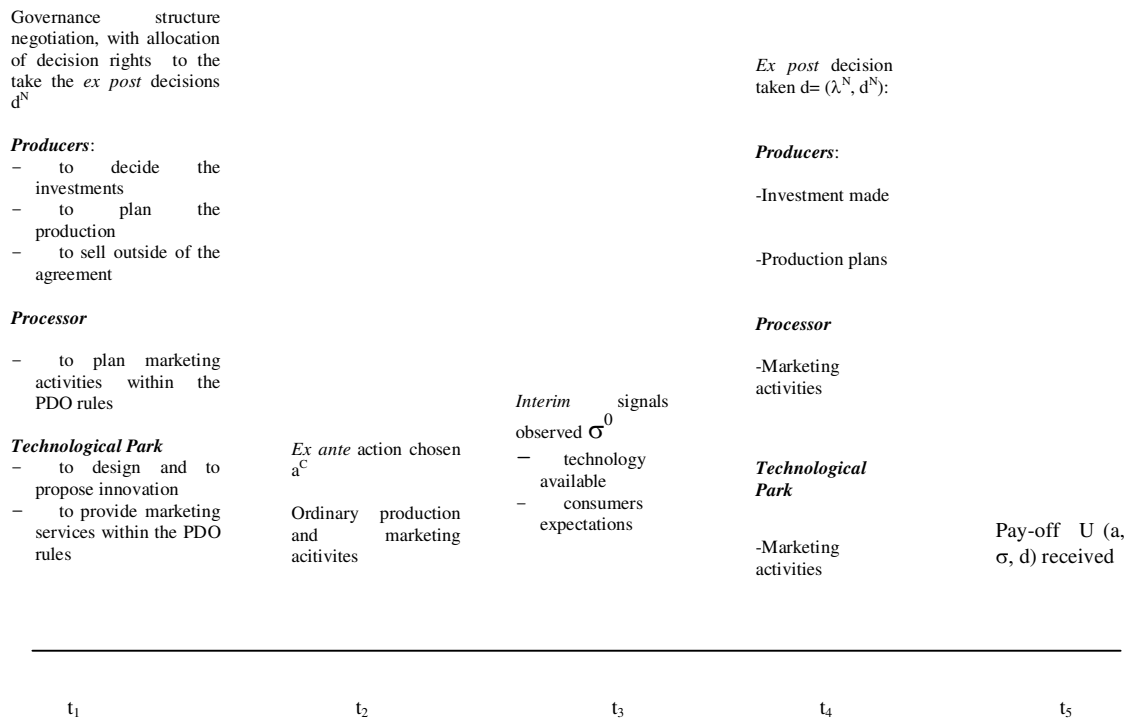 Governance structure
negotiation, with allocation
of decision rights to the
take the ex post decisions
d^N
Producers:
– to decide the
investments
– to plan the
production
– to sell outside of the
agreement
Processor
– to plan marketing
activities within the
PDO rules
Technological Park
– to design and to
propose innovation
– to provide marketing
services within the PDO
rules
Ex ante action chosen
a^C
Ordinary production
and marketing
acitivites
Interim signals
observed σ^0
– technology
available
– consumers
expectations
Ex post decision
taken d= (λ^N, d^N):
Producers:
-Investment made
-Production plans
Processor
-Marketing
activities
Technological
Park
-Marketing
activities
Pay-off U (a,
σ, d) received
t₁ t₂ t₃ t₄ t₅